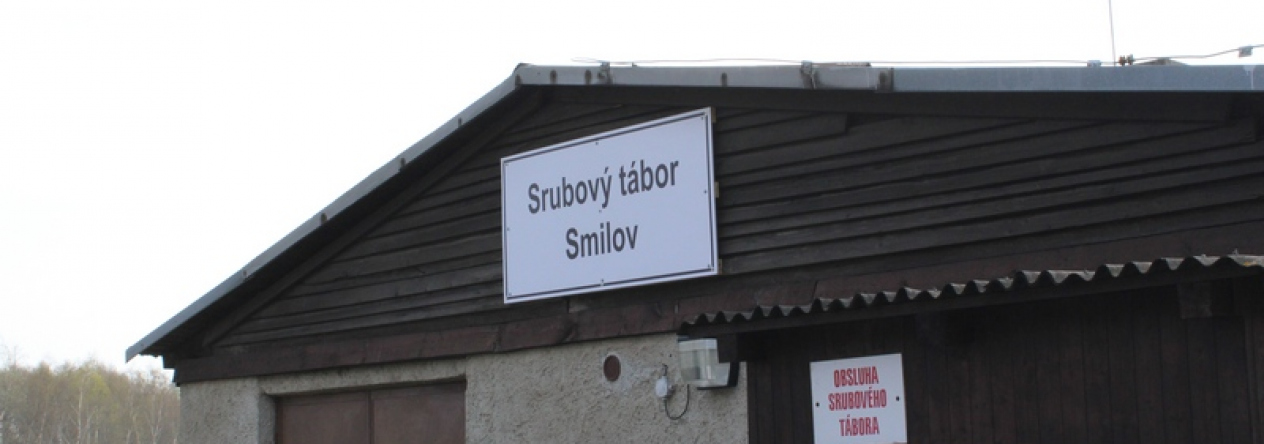 Srubový tábor
Smilov
OBSLUHA
SRUBOVÉHO
TÁBORA